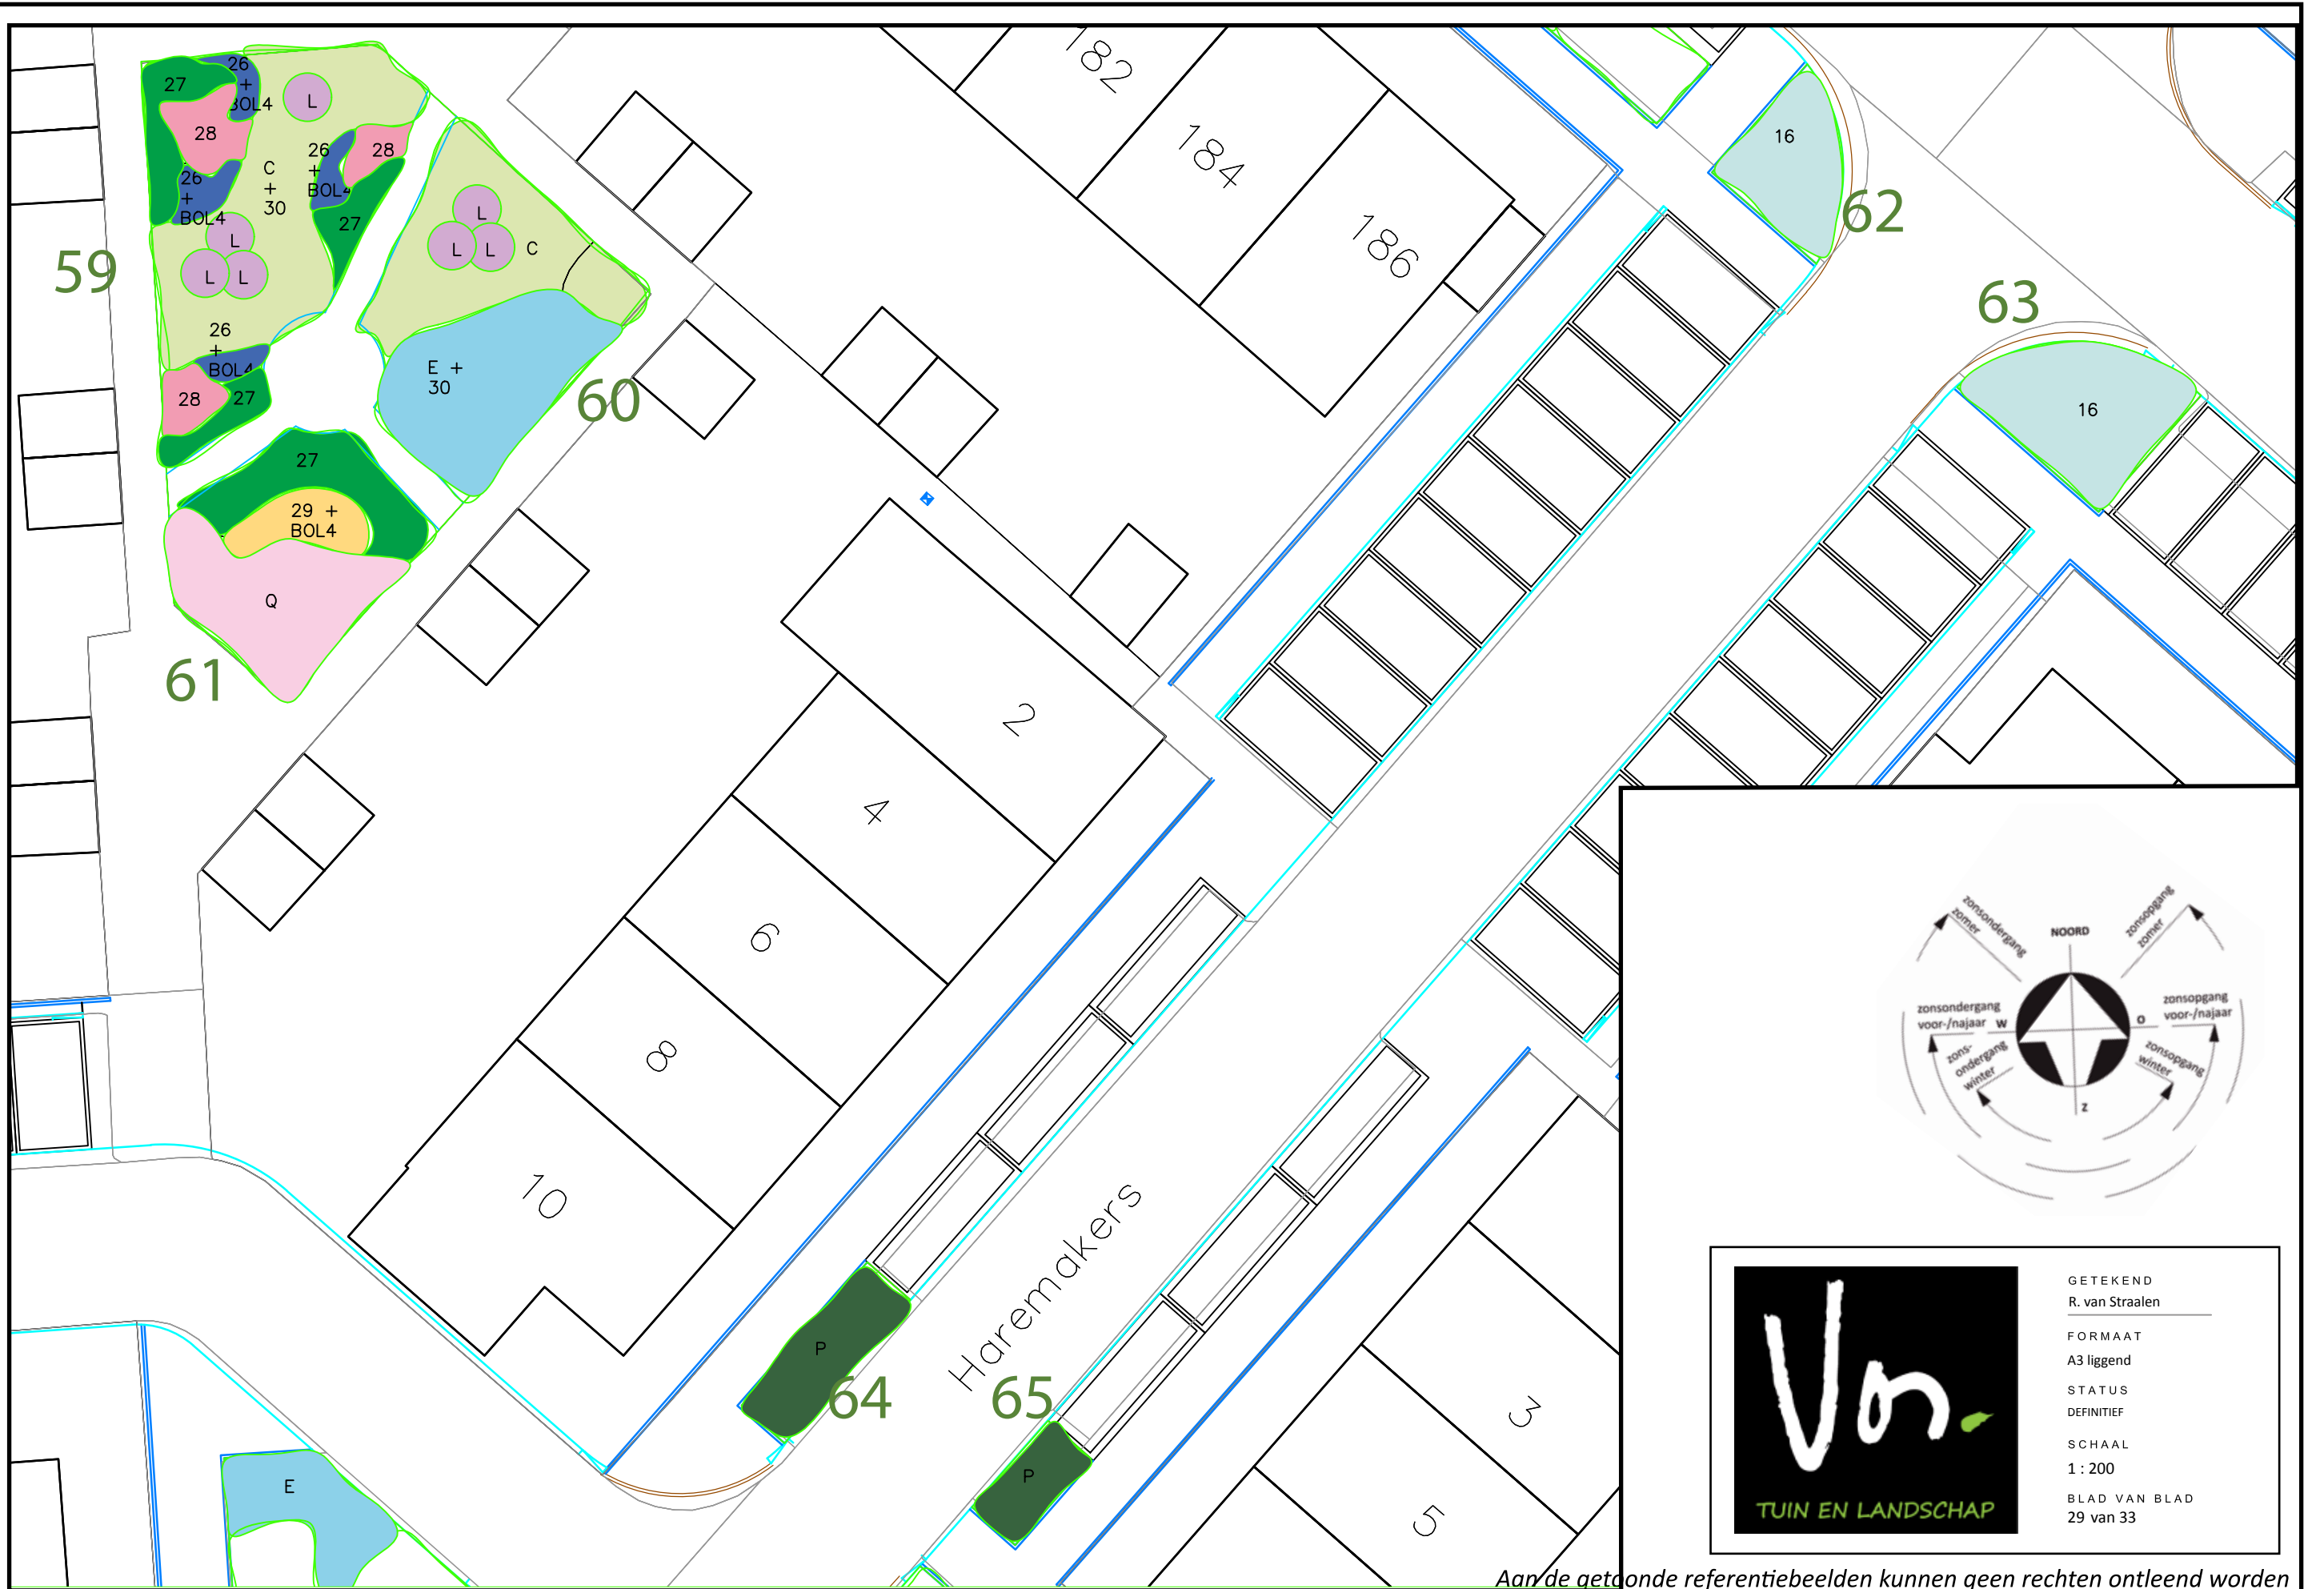 27
26
+
BOL4
L
28
26
+
BOL4
C
+
30
26
+
BOL4
28
27
L
L
L
59
26
+
BOL4
28
27
L
L
L
C
E +
30
60
27
29 +
BOL4
Q
61
182
184
186
16
62
63
16
2
4
6
8
10
Haremakers
P
64
65
P
3
5
E
NOORD
zonsondergang
zomer
zonsopgang
zomer
zonsondergang
voor-/najaar
W
O
zonsopgang
voor-/najaar
zons-
ondergang
winter
zonsopgang
winter
Z
Von.
TUIN EN LANDSCHAP
GETEKEND
R. van Straalen
FORMAAT
A3 liggend
STATUS
DEFINITIEF
SCHAAL
1 : 200
BLAD VAN BLAD
29 van 33
Aan de getoonde referentiebeelden kunnen geen rechten ontleend worden